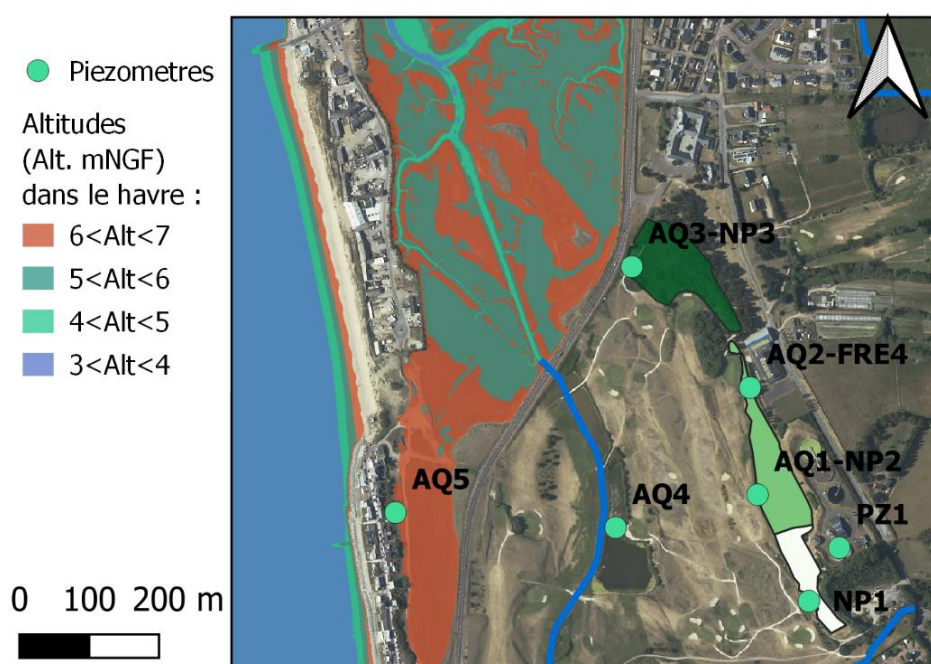 Piezometres
Altitudes
(Alt. mNGF)
dans le havre :
6<Alt<7
5<Alt<6
4<Alt<5
3<Alt<4
0 100 200 m
AQ3-NP3
AQ2-FRE4
AQ1-NP2
AQ5
AQ4
PZ1
NP1